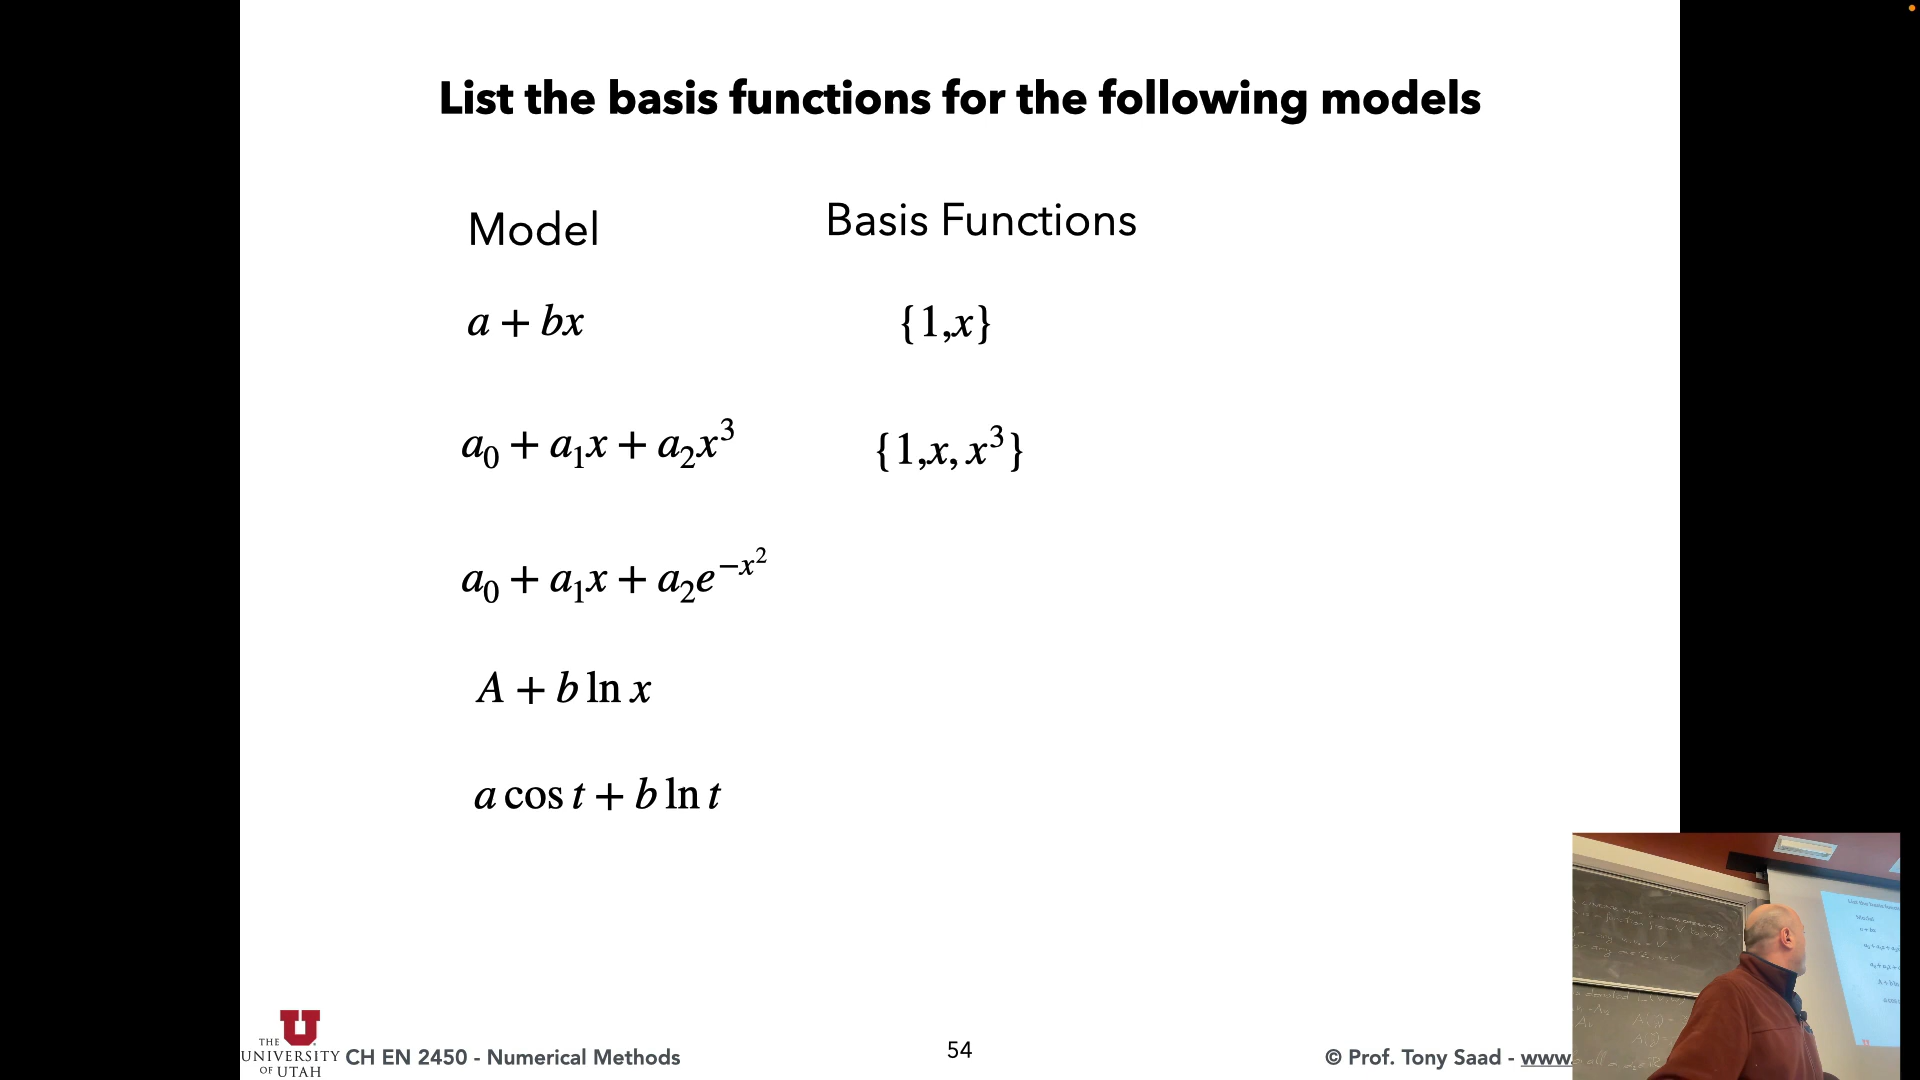 List the basis functions for the following models
Model
Basis Functions
a + bx
{1,x}
a₀ + a₁x + a₂x³
{1,x, x³}
a₀ + a₁x + a₂e^{−x²}
A + b ln x
a cos t + b ln t
THE
UNIVERSITY
OF UTAH
CH EN 2450 - Numerical Methods
54
© Prof. Tony Saad - www.